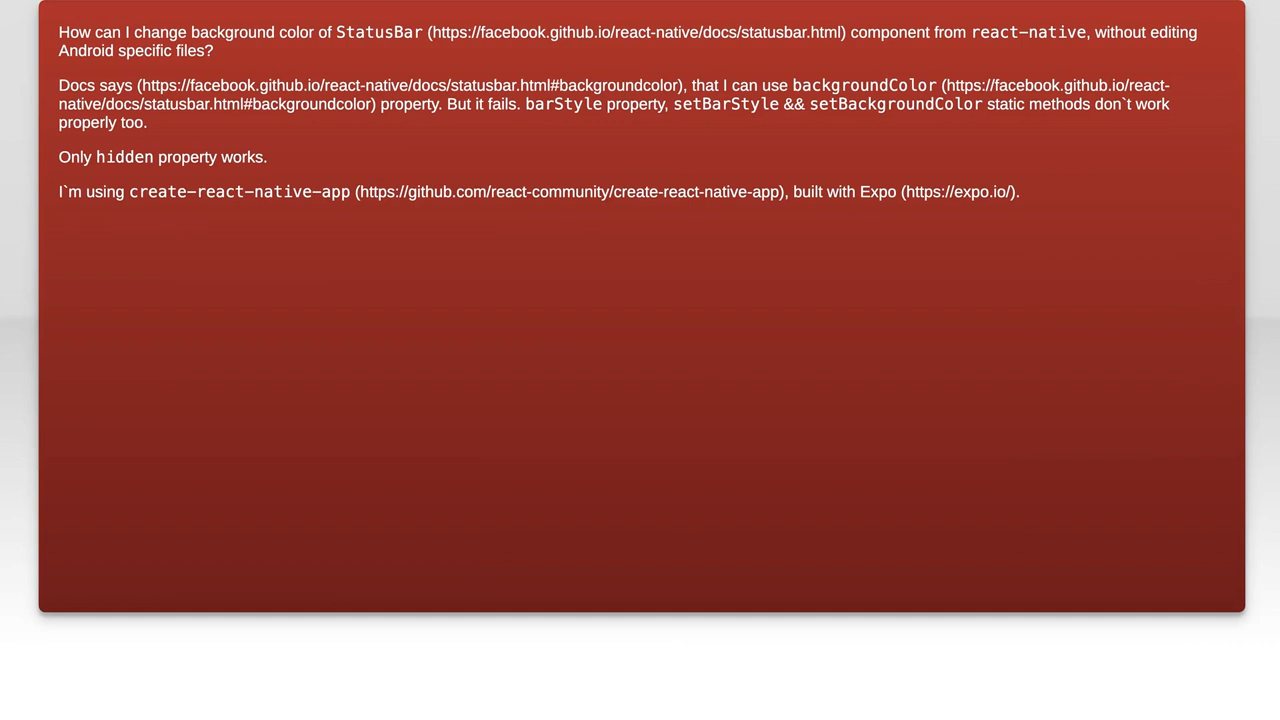 How can I change background color of StatusBar (https://facebook.github.io/react-native/docs/statusbar.html) component from react-native, without editing
Android specific files?
Docs says (https://facebook.github.io/react-native/docs/statusbar.html#backgroundcolor), that I can use backgroundColor (https://facebook.github.io/react-
native/docs/statusbar.html#backgroundcolor) property. But it fails. barStyle property, setBarStyle && setBackgroundColor static methods don`t work
properly too.
Only hidden property works.
I`m using create-react-native-app (https://github.com/react-community/create-react-native-app), built with Expo (https://expo.io/).